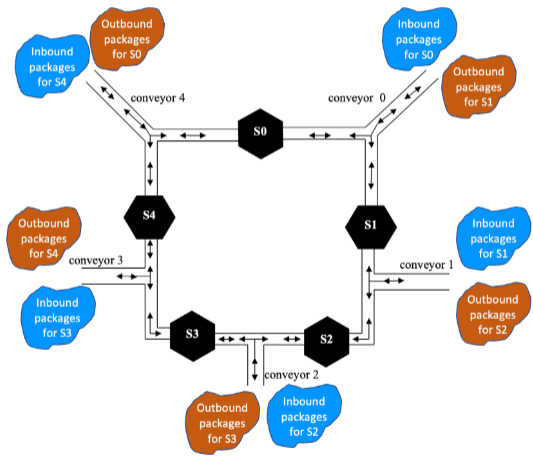 Outbound
packages
for S0
Inbound
packages
for S4
Inbound
packages
for S0
Outbound
packages
for S1
conveyor 4
conveyor 0
S0
S4
S1
Outbound
packages
for S4
conveyor 3
Inbound
packages
for S3
Inbound
packages
for S1
conveyor 1
Outbound
packages
for S2
S3
S2
conveyor 2
Outbound
packages
for S3
Inbound
packages
for S2